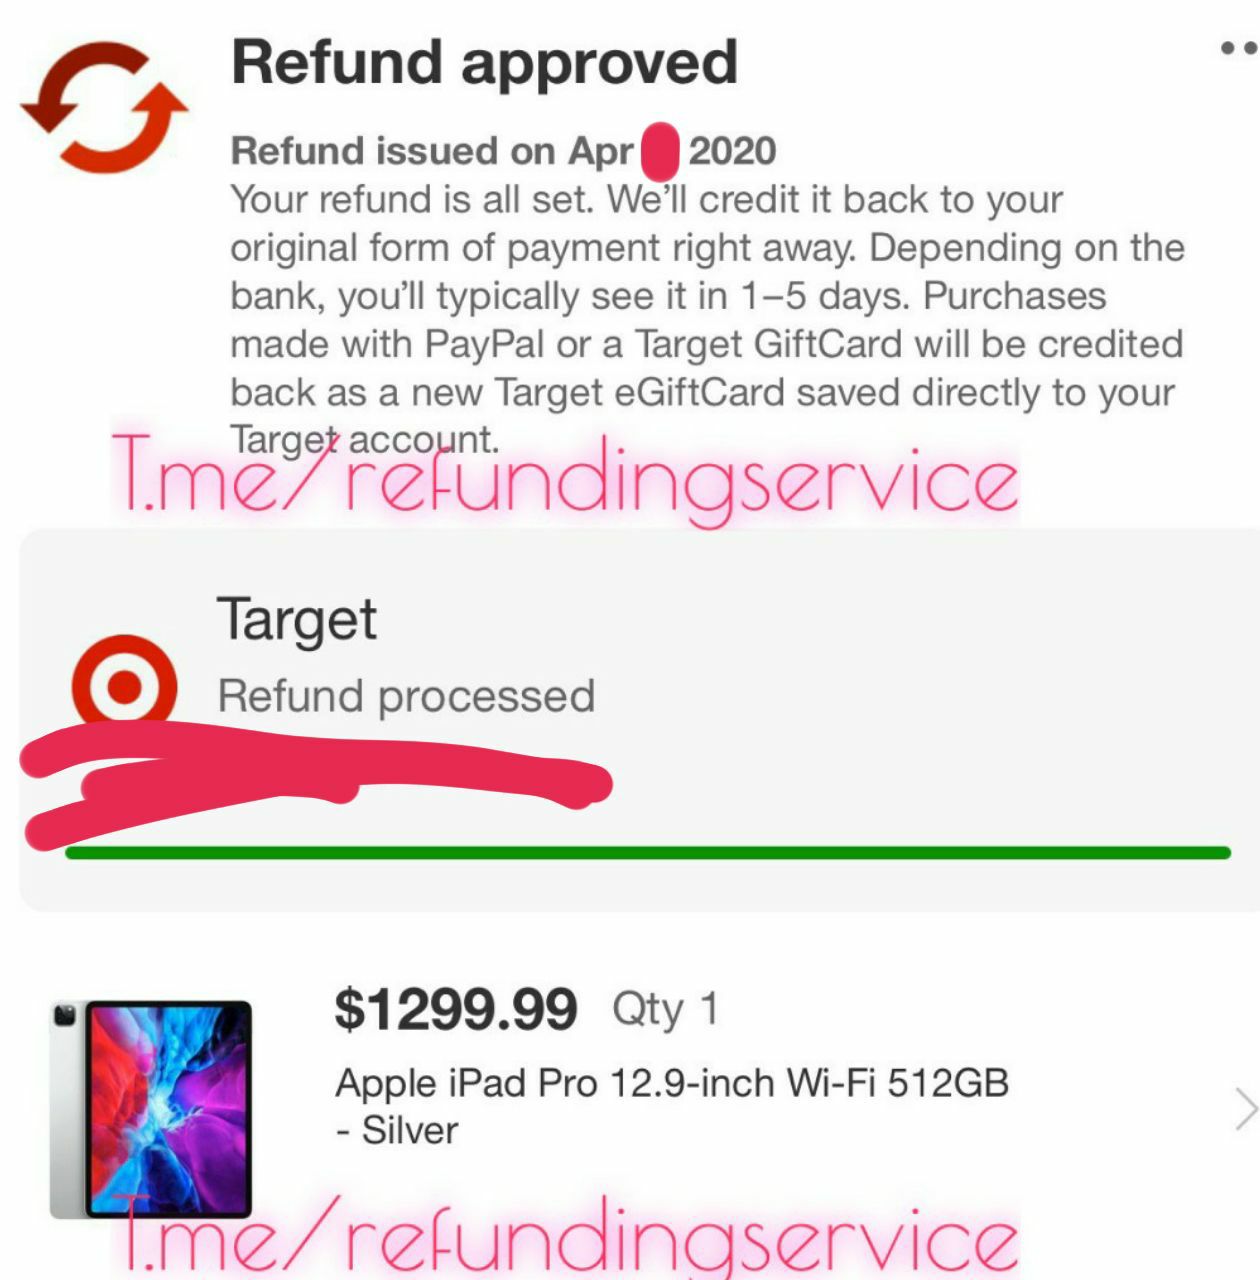 Refund approved
Refund issued on Apr 2020
Your refund is all set. We'll credit it back to your
original form of payment right away. Depending on the
bank, you'll typically see it in 1–5 days. Purchases
made with PayPal or a Target GiftCard will be credited
back as a new Target eGiftCard saved directly to your
Target account.
T.me/refundingservice
Target
Refund processed
$1299.99 Qty 1
Apple iPad Pro 12.9-inch Wi-Fi 512GB
- Silver
T.me/refundingservice